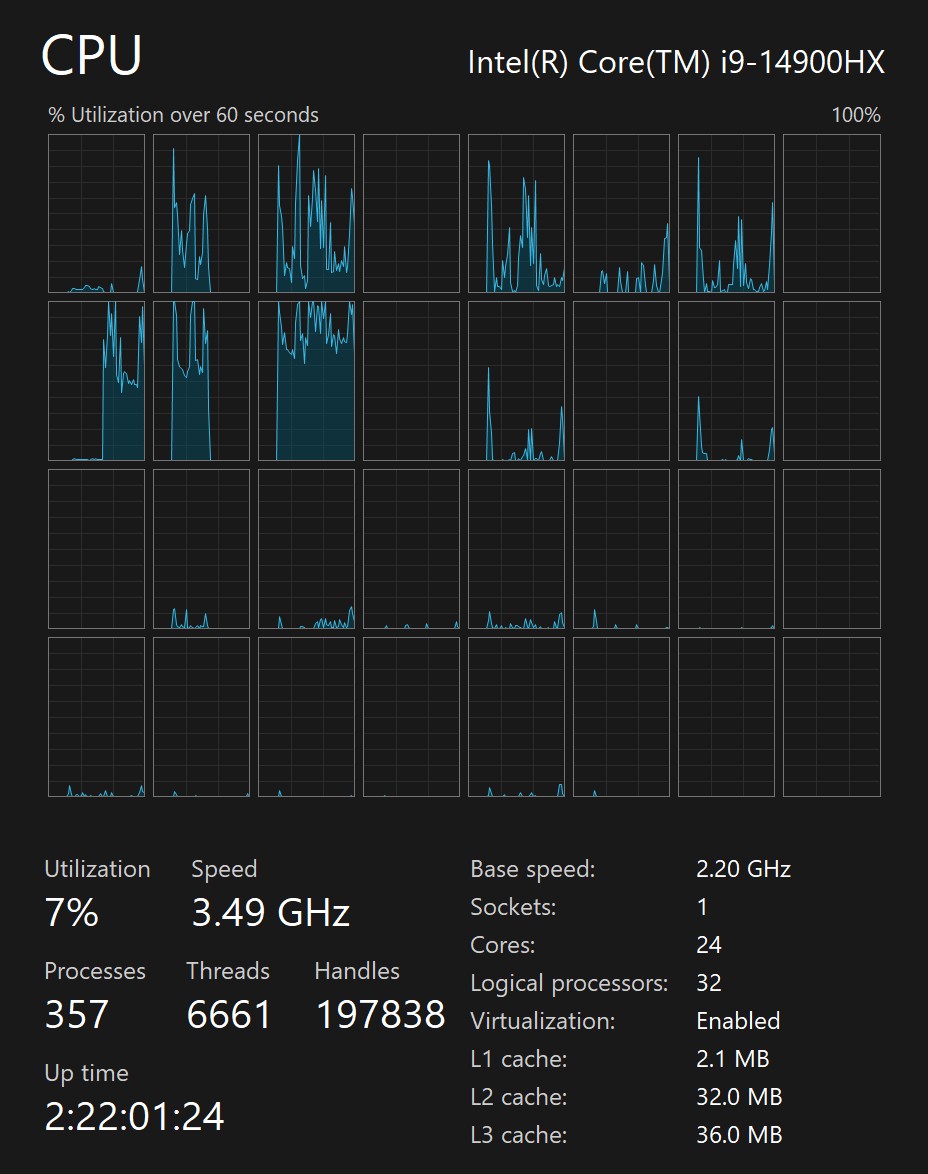 CPU
Intel(R) Core(TM) i9-14900HX
% Utilization over 60 seconds
100%
Utilization
Speed
7%
3.49 GHz
Processes
Threads
Handles
357
6661
197838
Up time
2:22:01:24
Base speed:
2.20 GHz
Sockets:
1
Cores:
24
Logical processors:
32
Virtualization:
Enabled
L1 cache:
2.1 MB
L2 cache:
32.0 MB
L3 cache:
36.0 MB